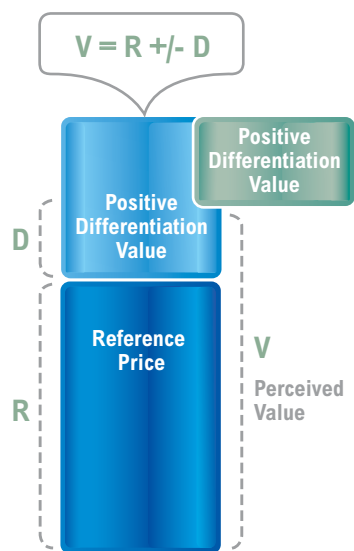 V = R +/- D
Positive
Differentiation
Value
Positive
Differentiation
Value
D
Reference
Price
V
Perceived
Value
R